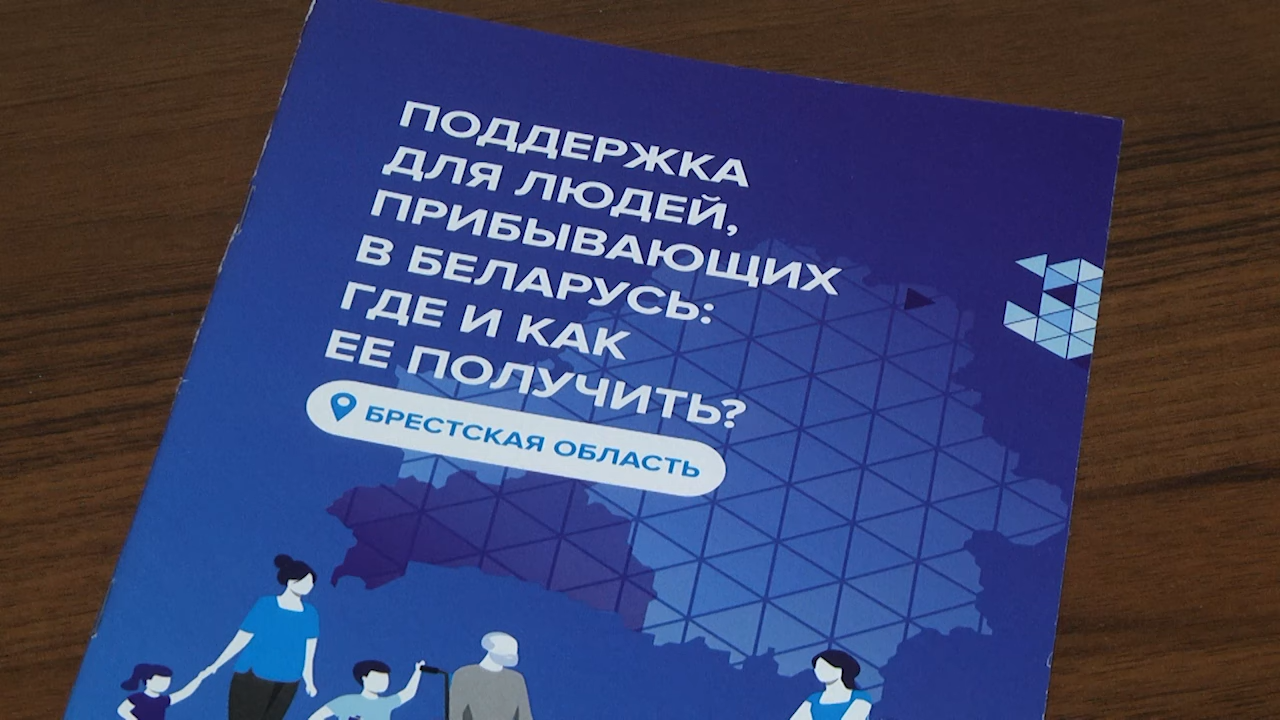 ПОДДЕРЖКА
ДЛЯ ЛЮДЕЙ,
ПРИБЫВАЮЩИХ
В БЕЛАРУСЬ:
ГДЕ И КАК
ЕЕ ПОЛУЧИТЬ?
БРЕСТСКАЯ ОБЛАСТЬ